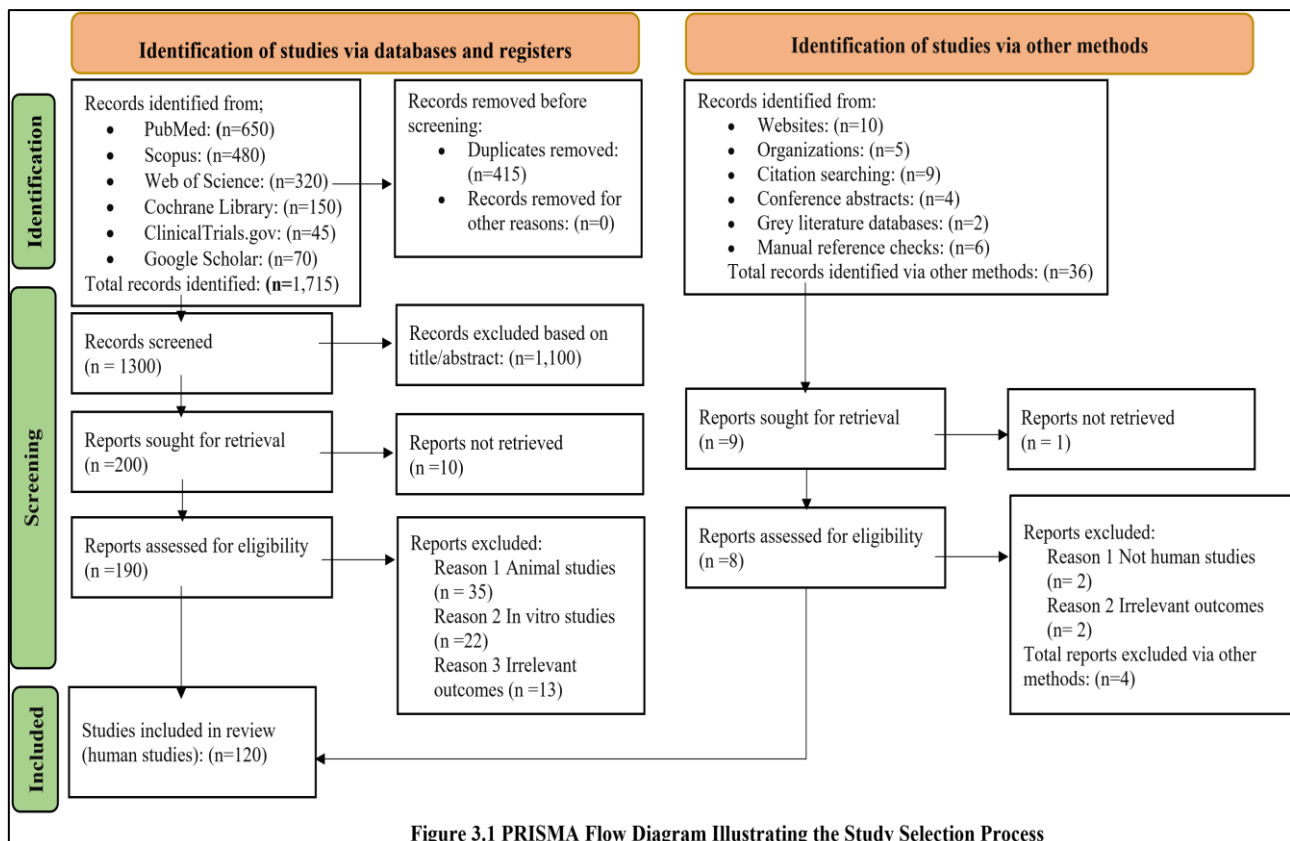 Identification of studies via databases and registers
Identification of studies via other methods
Identification
Records identified from;
• PubMed: (n=650)
• Scopus: (n=480)
• Web of Science: (n=320)
• Cochrane Library: (n=150)
• ClinicalTrials.gov: (n=45)
• Google Scholar: (n=70)
Total records identified: (n=1,715)
Records removed before
screening:
• Duplicates removed:
(n=415)
• Records removed for
other reasons: (n=0)
Records identified from:
• Websites: (n=10)
• Organizations: (n=5)
• Citation searching: (n=9)
• Conference abstracts: (n=4)
• Grey literature databases: (n=2)
• Manual reference checks: (n=6)
Total records identified via other methods: (n=36)
Screening
Records screened
(n = 1300)
Records excluded based on
title/abstract: (n=1,100)
Reports sought for retrieval
(n =200)
Reports not retrieved
(n =10)
Reports sought for retrieval
(n =9)
Reports not retrieved
(n = 1)
Reports assessed for eligibility
(n =190)
Reports excluded:
Reason 1 Animal studies
(n = 35)
Reason 2 In vitro studies
(n =22)
Reason 3 Irrelevant
outcomes (n =13)
Reports assessed for eligibility
(n =8)
Reports excluded:
Reason 1 Not human studies
(n= 2)
Reason 2 Irrelevant outcomes
(n= 2)
Total reports excluded via other
methods: (n=4)
Included
Studies included in review
(human studies): (n=120)
Figure 3.1 PRISMA Flow Diagram Illustrating the Study Selection Process